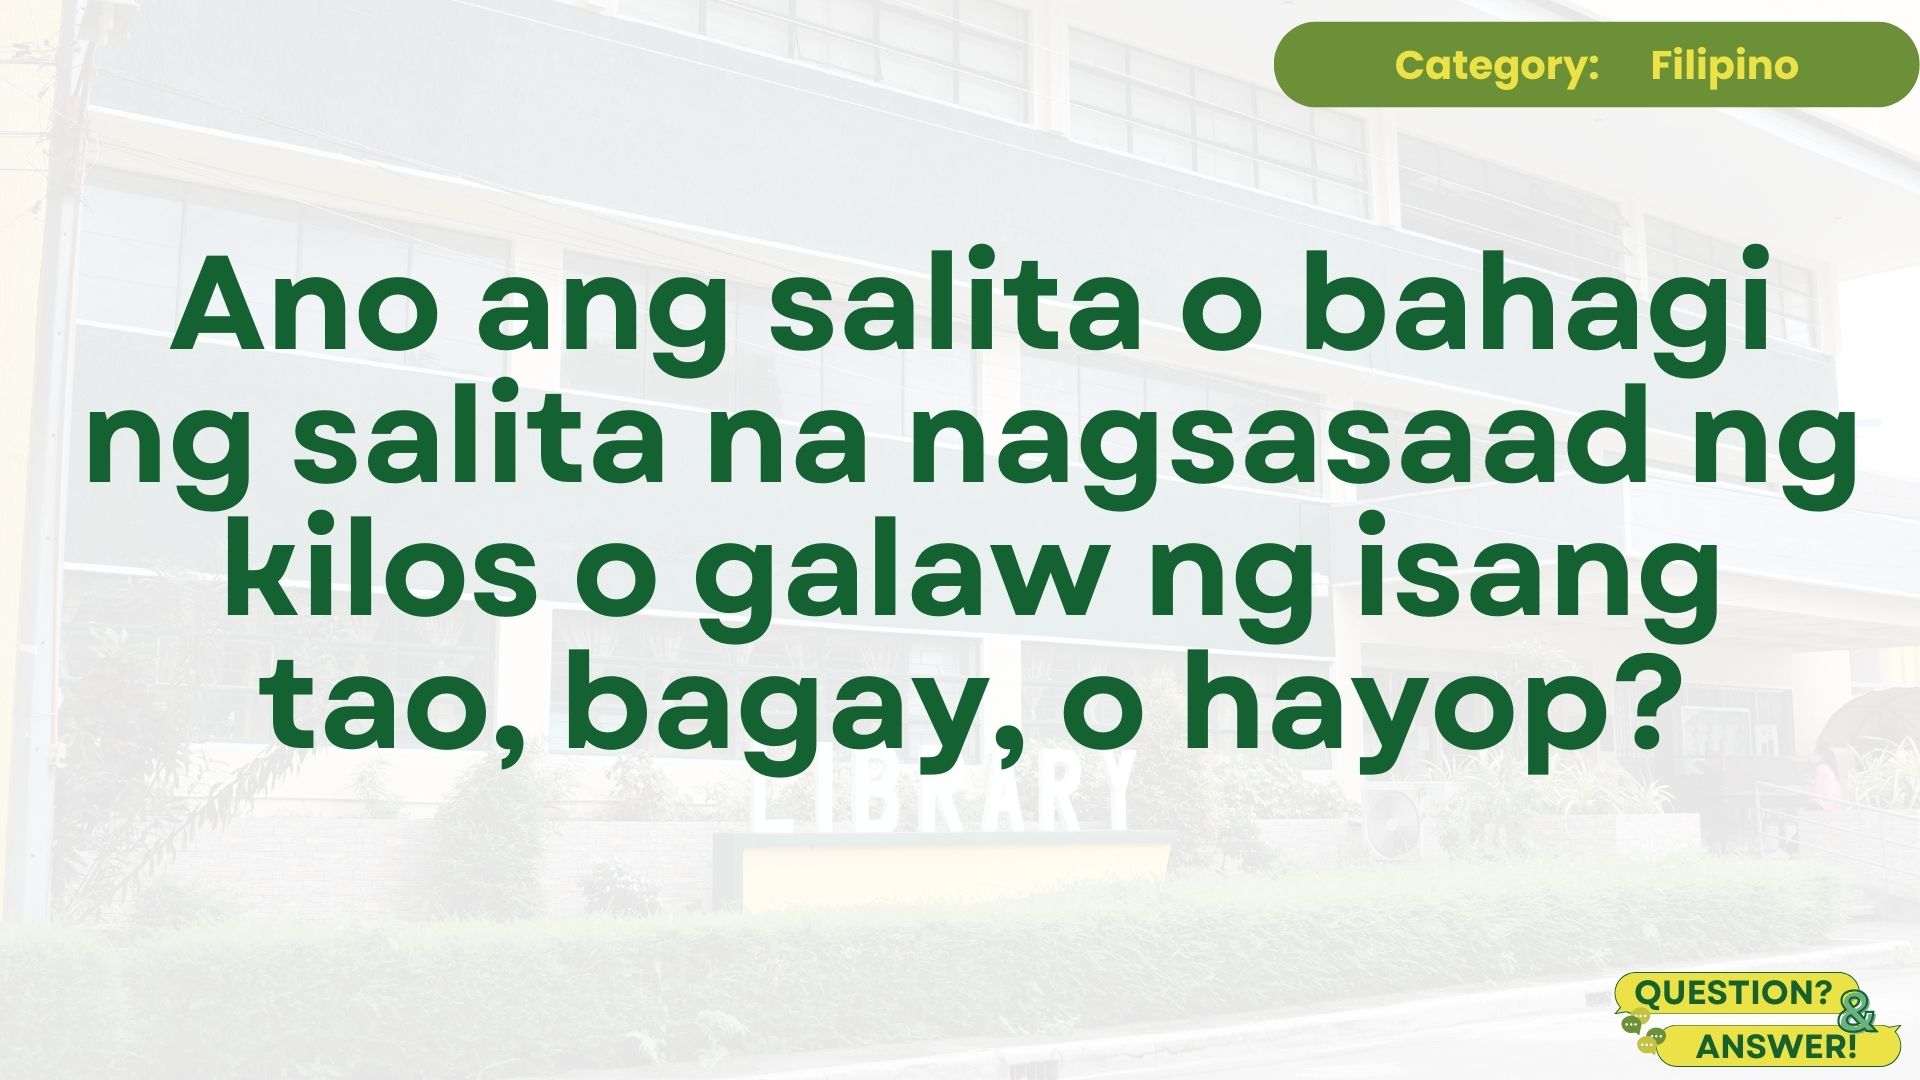 Category: Filipino
Ano ang salita o bahagi
ng salita na nagsasaad ng
kilos o galaw ng isang
tao, bagay, o hayop?
LIBRARY
QUESTION?
&
ANSWER!